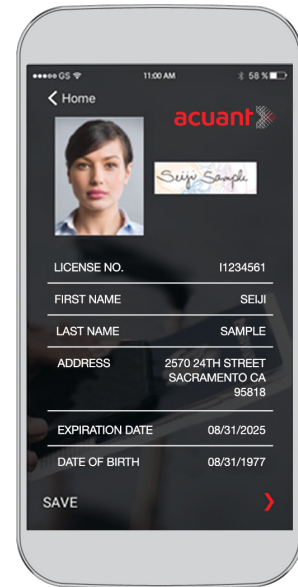 GS 11:00 AM 58 %
Home
acuant
Seiji Sample
LICENSE NO. I1234561
FIRST NAME SEIJI
LAST NAME SAMPLE
ADDRESS 2570 24TH STREET
SACRAMENTO CA
95818
EXPIRATION DATE 08/31/2025
DATE OF BIRTH 08/31/1977
SAVE